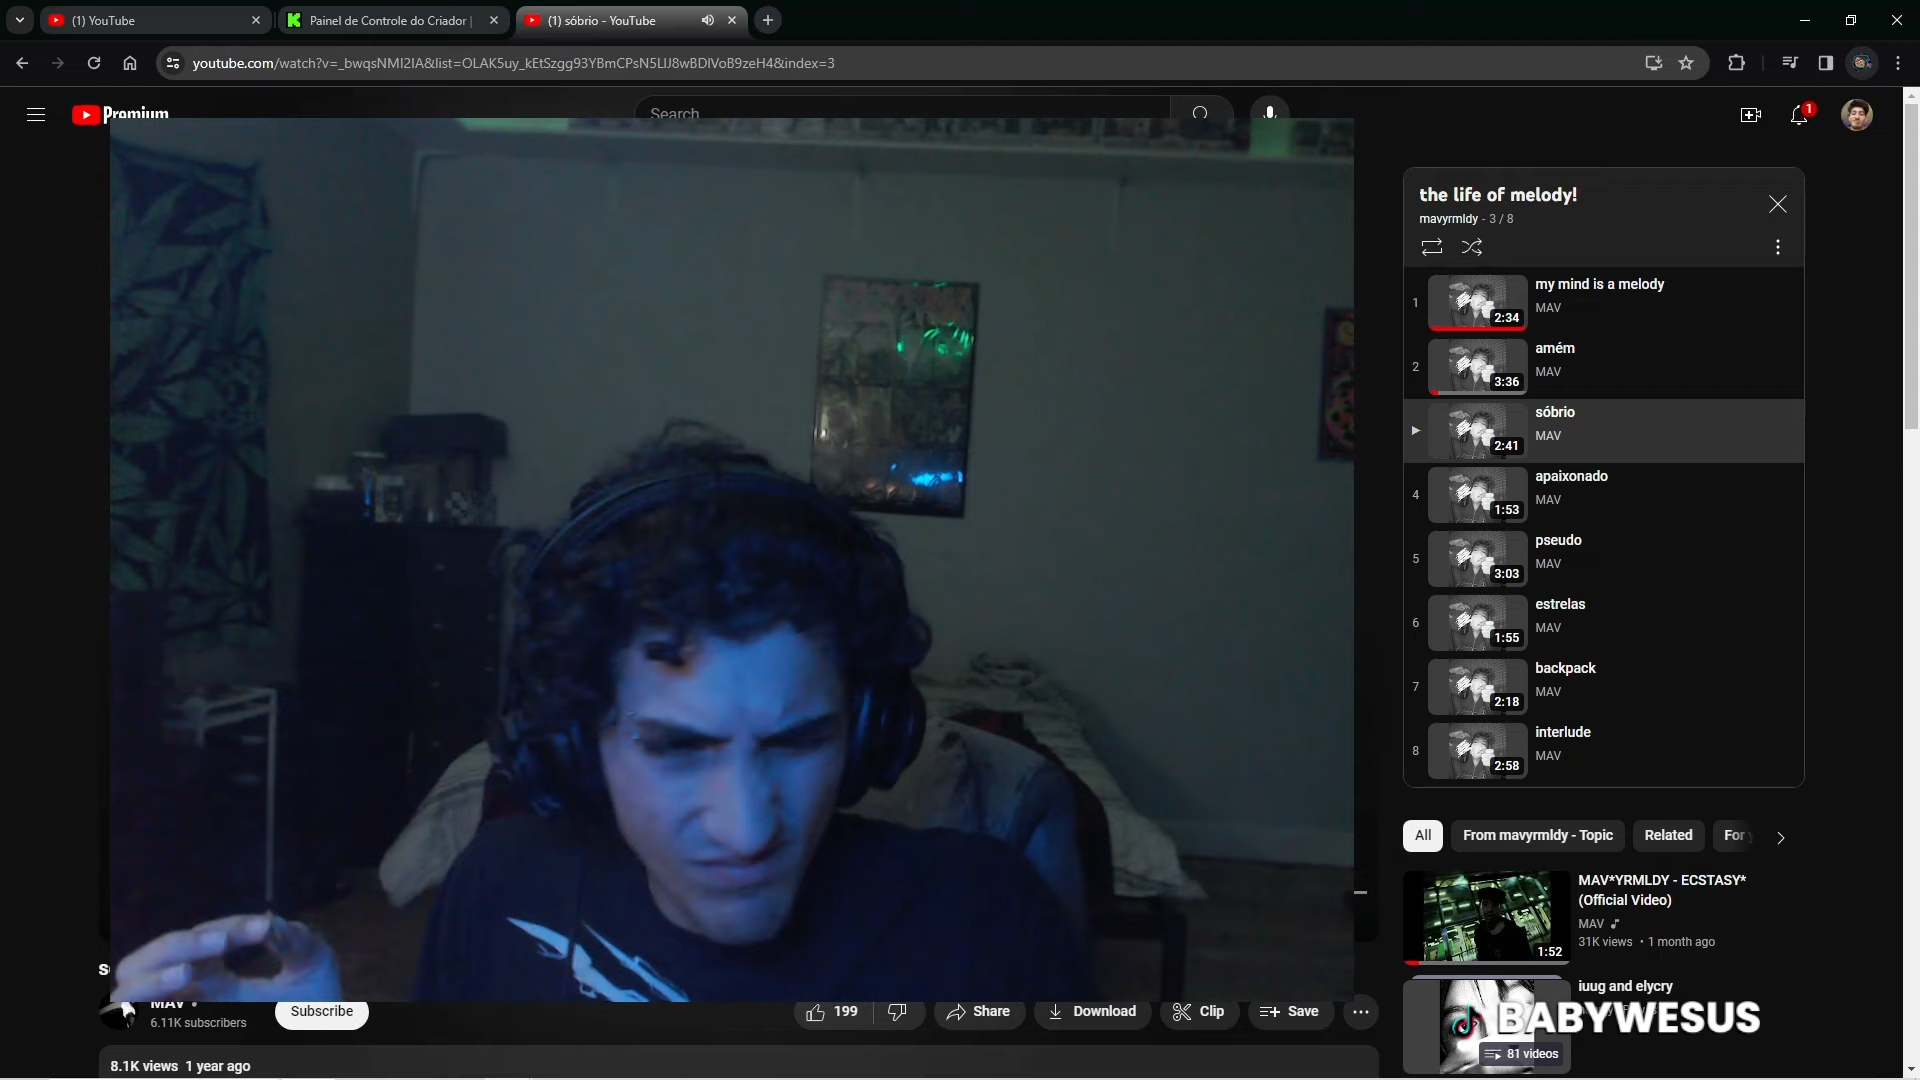 (1) YouTube
Painel de Controle do Criador |
(1) sóbrio - YouTube
youtube.com/watch?v=_bwqsNMI2IA&list=OLAK5uy_kEtSzgg93YBmCPsN5LIJ8wBDlVoB9zeH4&index=3
Premium
Search
1
the life of melody!
mavyrmldy - 3 / 8
1
2:34
my mind is a melody
MAV
2
3:36
amém
MAV
2:41
sóbrio
MAV
4
1:53
apaixonado
MAV
5
3:03
pseudo
MAV
6
1:55
estrelas
MAV
7
2:18
backpack
MAV
8
2:58
interlude
MAV
All
From mavyrmldy - Topic
Related
For
MAV*YRMLDY - ECSTASY*
(Official Video)
MAV
31K views • 1 month ago
1:52
iuug and elycry
BABYWESUS
81 videos
MAV
6.11K subscribers
Subscribe
199
Share
Download
Clip
Save
8.1K views 1 year ago